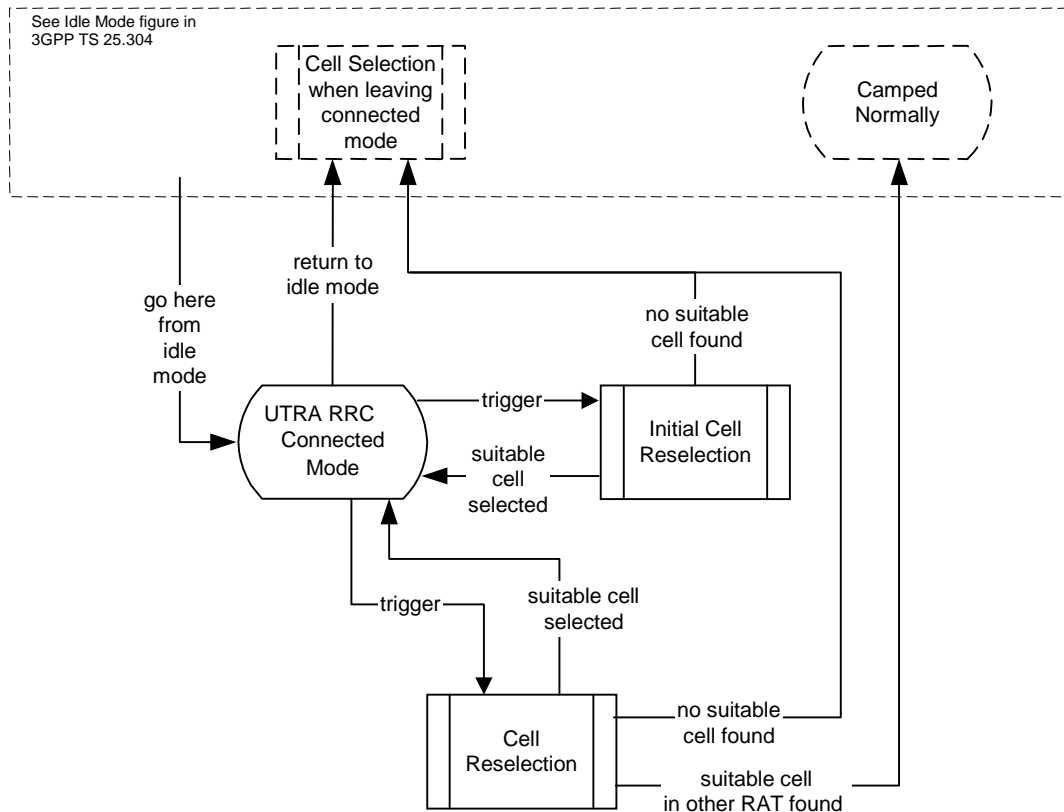 See Idle Mode figure in
3GPP TS 25.304
Cell Selection
when leaving
connected
mode
Camped
Normally
return to
idle mode
go here
from
idle
mode
no suitable
cell found
UTRA RRC
Connected
Mode
trigger
Initial Cell
Reselection
suitable
cell
selected
trigger
suitable cell
selected
Cell
Reselection
no suitable
cell found
suitable cell
in other RAT found